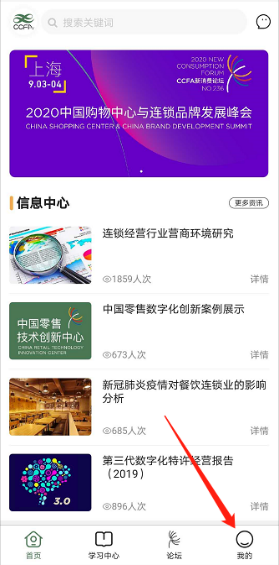 CCFA
搜索关键词
上海
9.03-04
2020 NEW
CONSUMPTION
FORUM
CCFA新消费论坛
NO.236
2020中国购物中心与连锁品牌发展峰会
CHINA SHOPPING CENTER & CHINA BRAND DEVELOPMENT SUMMIT
信息中心
更多资讯
连锁经营行业营商环境研究
1859人次
详情
中国零售
技术创新中心
CHINA RETAIL TECHNOLOGY
INNOVATION CENTER
中国零售数字化创新案例展示
673人次
详情
新冠肺炎疫情对餐饮连锁业的影响
分析
685人次
详情
3.0
第三代数字化特许经营报告
（2019）
896人次
详情
首页
学习中心
论坛
我的